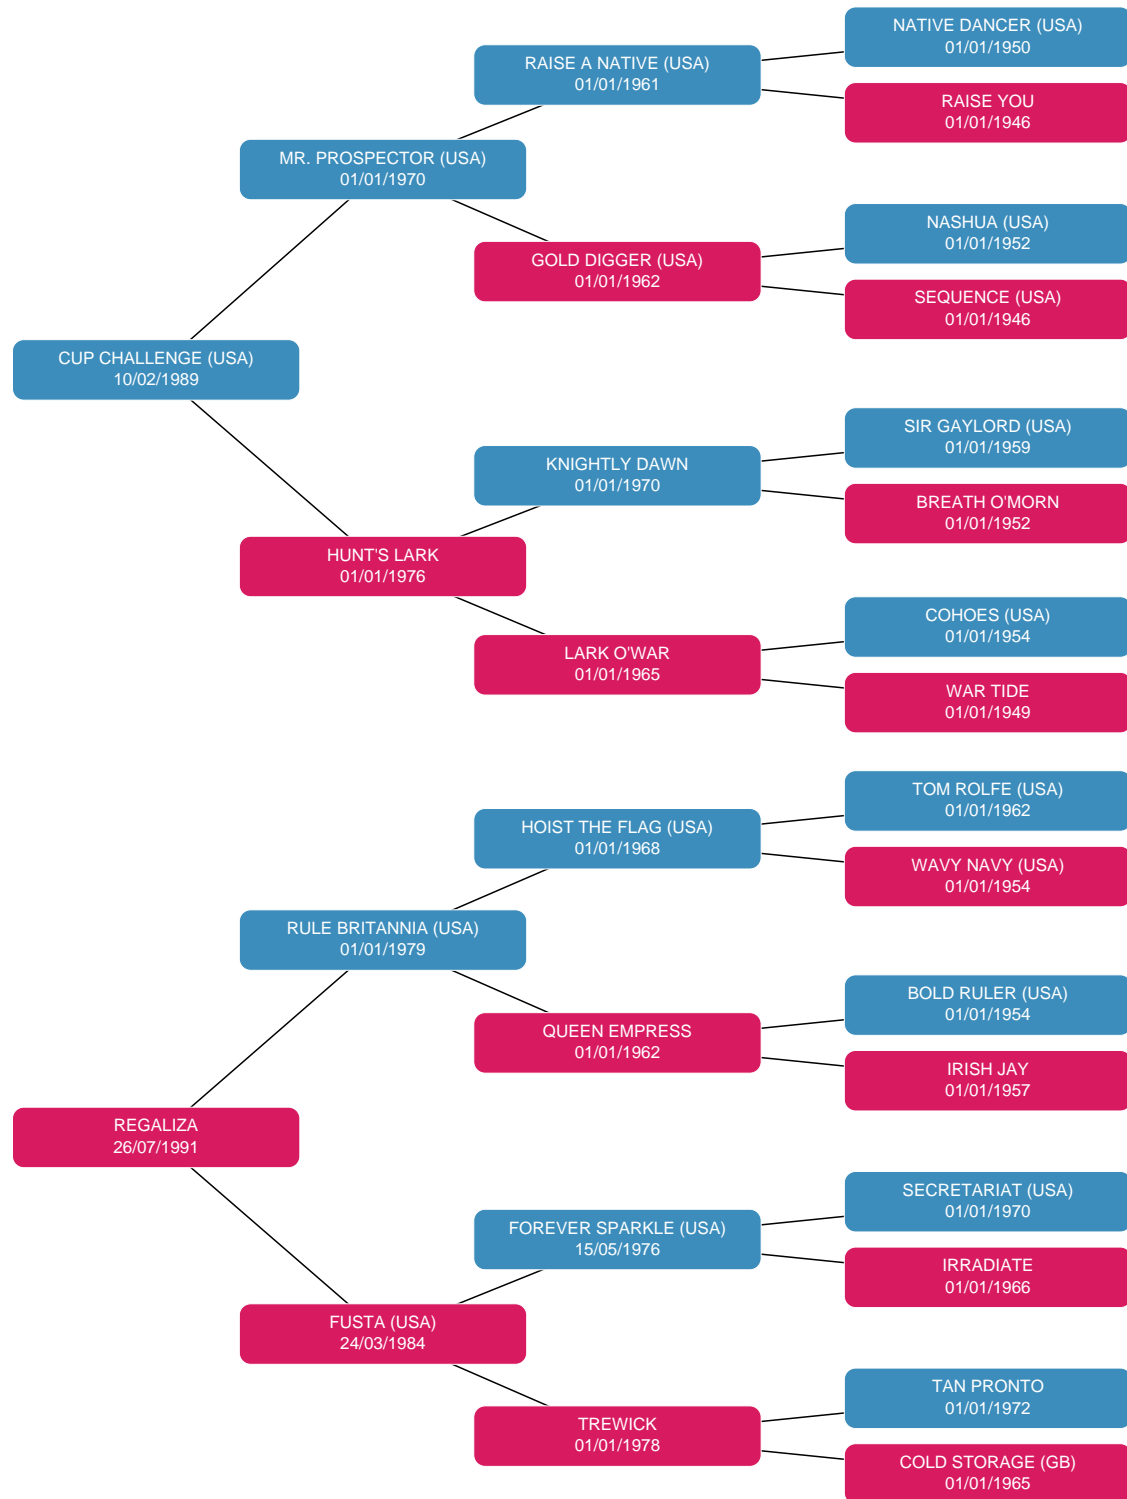 NATIVE DANCER (USA)
01/01/1950
RAISE A NATIVE (USA)
01/01/1961
RAISE YOU
01/01/1946
MR. PROSPECTOR (USA)
01/01/1970
NASHUA (USA)
01/01/1952
GOLD DIGGER (USA)
01/01/1962
SEQUENCE (USA)
01/01/1946
CUP CHALLENGE (USA)
10/02/1989
SIR GAYLORD (USA)
01/01/1959
KNIGHTLY DAWN
01/01/1970
BREATH O'MORN
01/01/1952
HUNT'S LARK
01/01/1976
COHOES (USA)
01/01/1954
LARK O'WAR
01/01/1965
WAR TIDE
01/01/1949
TOM ROLFE (USA)
01/01/1962
HOIST THE FLAG (USA)
01/01/1968
WAVY NAVY (USA)
01/01/1954
RULE BRITANNIA (USA)
01/01/1979
BOLD RULER (USA)
01/01/1954
QUEEN EMPRESS
01/01/1962
IRISH JAY
01/01/1957
REGALIZA
26/07/1991
SECRETARIAT (USA)
01/01/1970
FOREVER SPARKLE (USA)
15/05/1976
IRRADIATE
01/01/1966
FUSTA (USA)
24/03/1984
TAN PRONTO
01/01/1972
TREWICK
01/01/1978
COLD STORAGE (GB)
01/01/1965